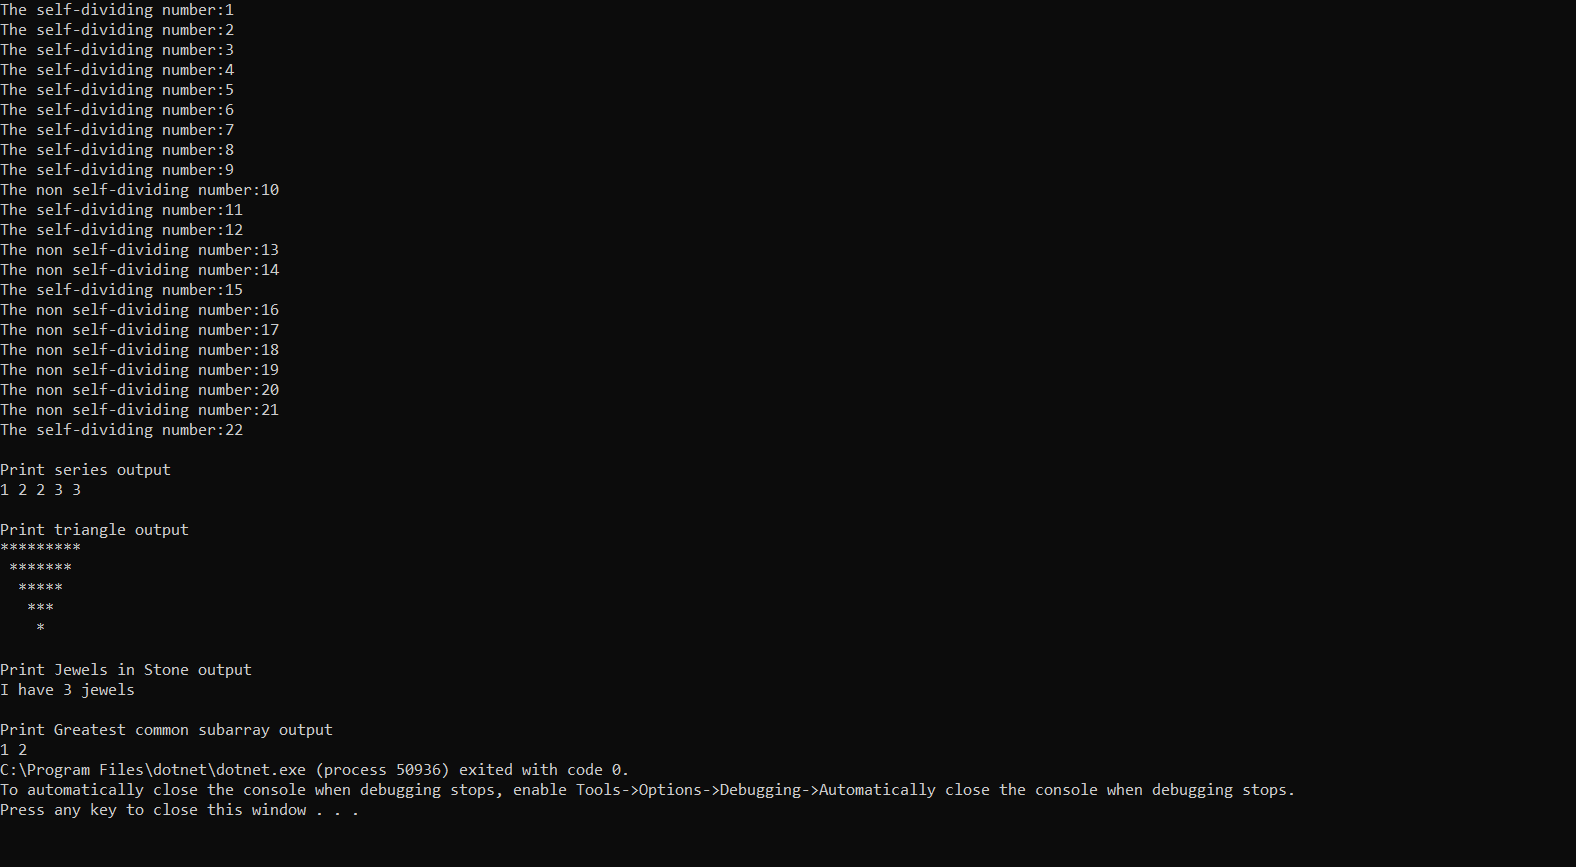 The self-dividing number:1
The self-dividing number:2
The self-dividing number:3
The self-dividing number:4
The self-dividing number:5
The self-dividing number:6
The self-dividing number:7
The self-dividing number:8
The self-dividing number:9
The non self-dividing number:10
The self-dividing number:11
The self-dividing number:12
The non self-dividing number:13
The non self-dividing number:14
The self-dividing number:15
The non self-dividing number:16
The non self-dividing number:17
The non self-dividing number:18
The non self-dividing number:19
The non self-dividing number:20
The non self-dividing number:21
The self-dividing number:22

Print series output
1 2 2 3 3

Print triangle output
*********
 *******
  *****
   ***
    *

Print Jewels in Stone output
I have 3 jewels

Print Greatest common subarray output
1 2
C:\Program Files\dotnet\dotnet.exe (process 50936) exited with code 0.
To automatically close the console when debugging stops, enable Tools->Options->Debugging->Automatically close the console when debugging stops.
Press any key to close this window . . .